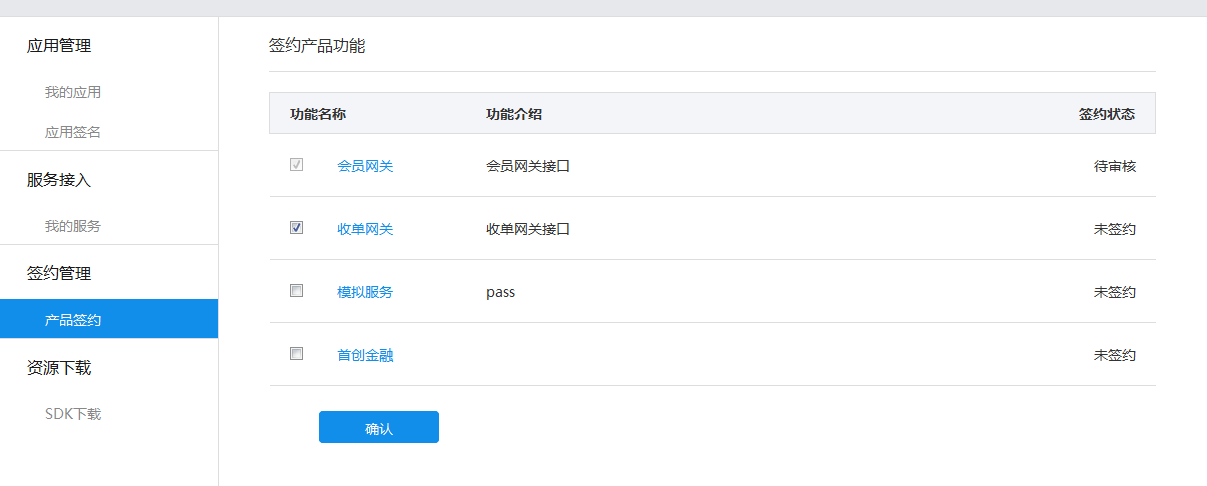 应用管理
我的应用
应用签名
服务接入
我的服务
签约管理
产品签约
资源下载
SDK下载
签约产品功能
功能名称 功能介绍 签约状态
会员网关 会员网关接口 待审核
收单网关 收单网关接口 未签约
模拟服务 pass 未签约
首创金融 未签约
确认